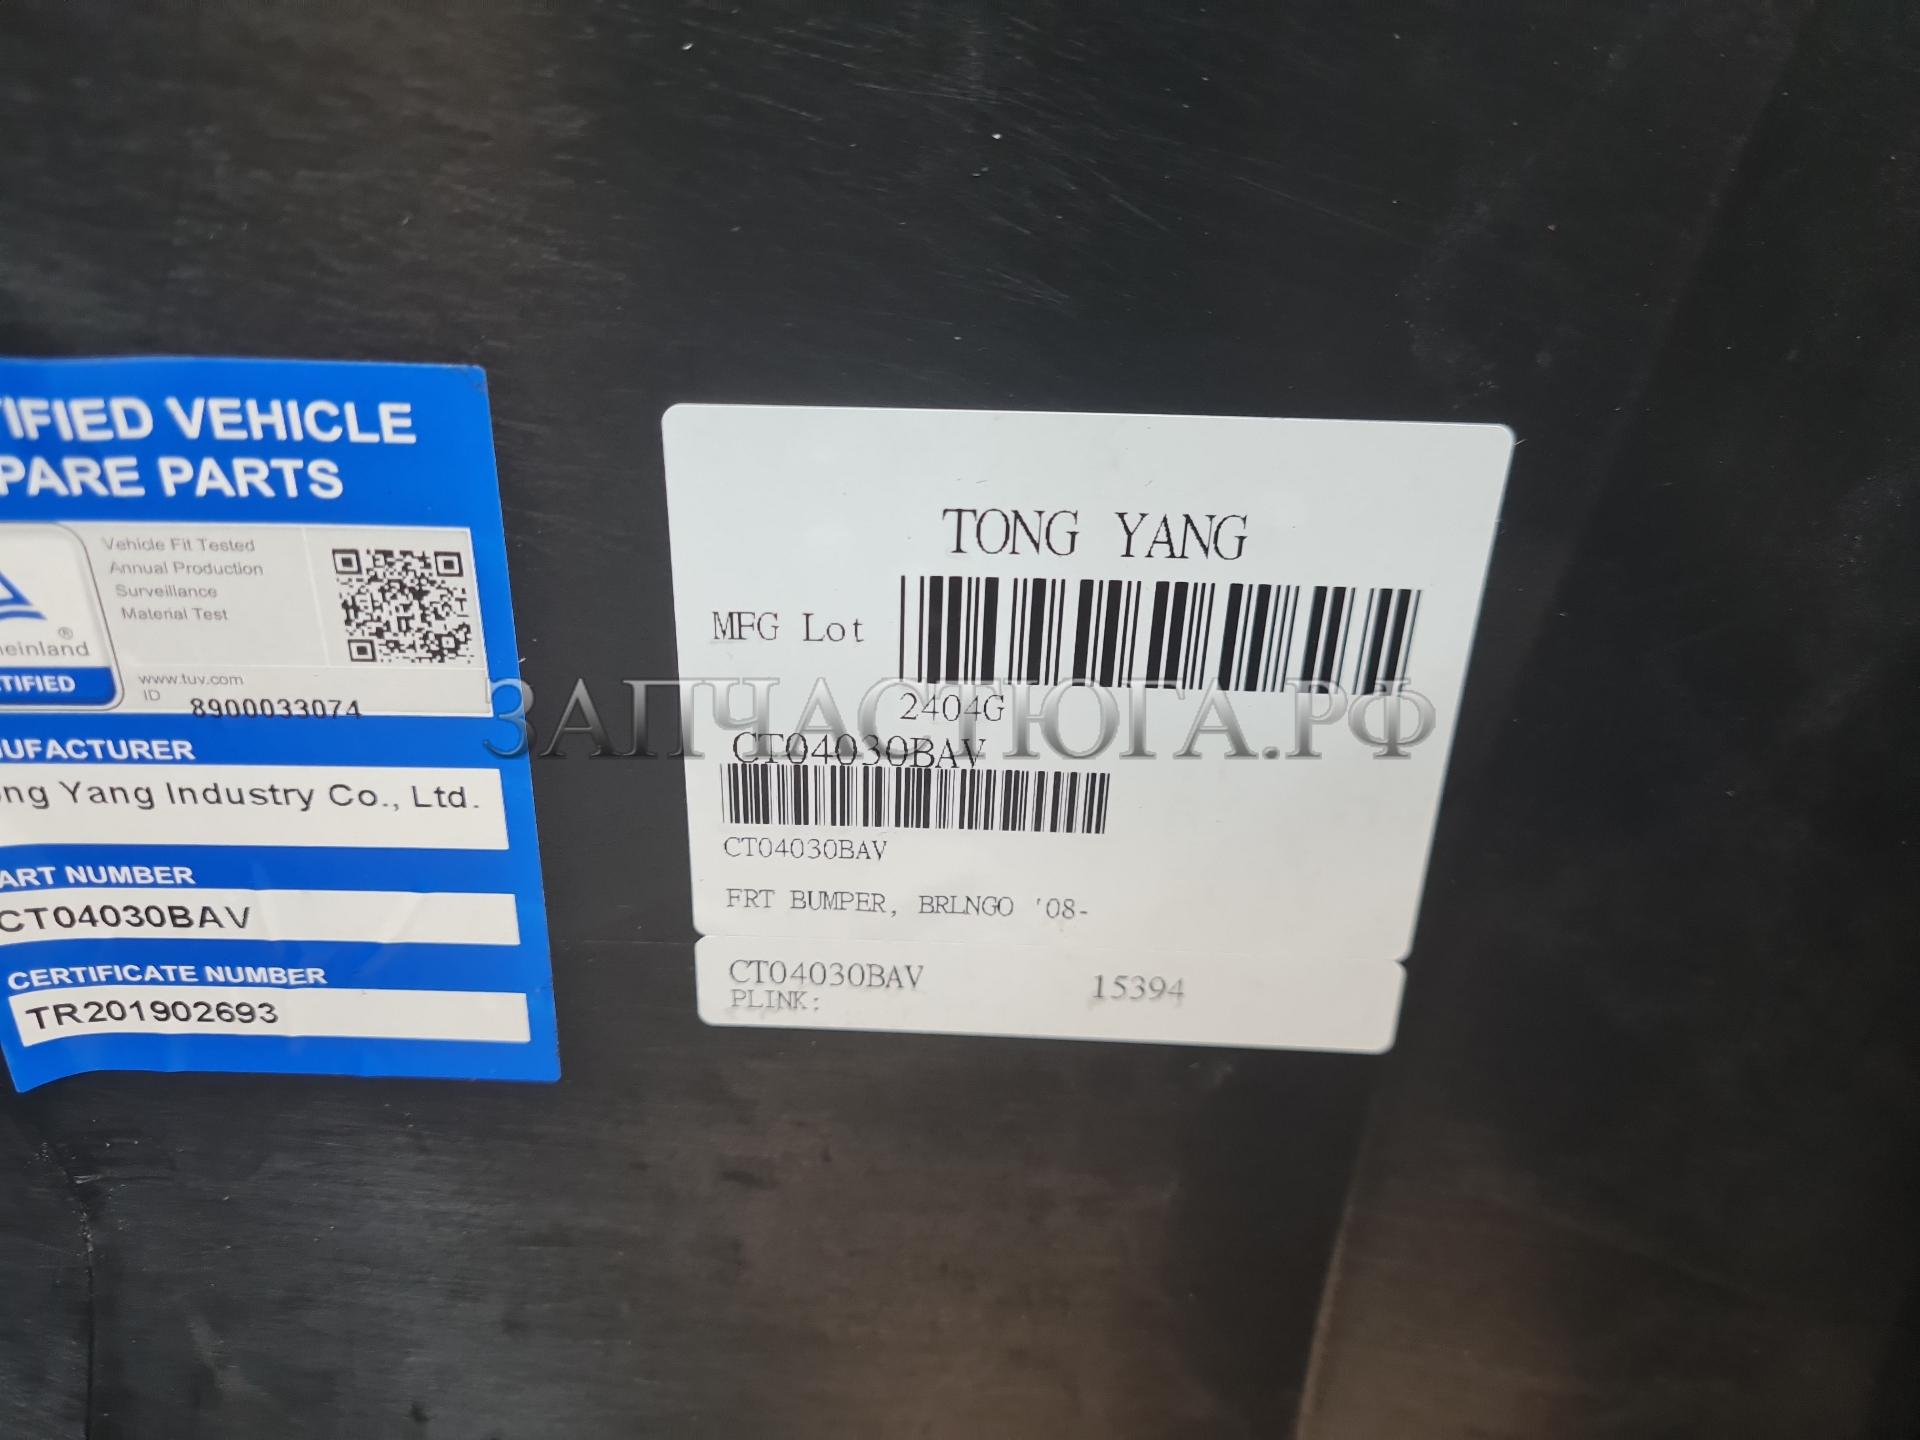 TIFIED VEHICLE
PARE PARTS
Vehicle Fit Tested
Annual Production
Surveillance
Material Test
®
einland
TIFIED
www.tuv.com
ID 8900033074
UFACTURER
ng Yang Industry Co., Ltd.
ART NUMBER
CT04030BAV
CERTIFICATE NUMBER
TR201902693
TONG YANG
MFG Lot
2404G
CT04030BAV
CT04030BAV
FRT BUMPER, BRLNGO '08-
CT04030BAV 15394
PLINK:
ЗАПЧАСТЮГА.РФ